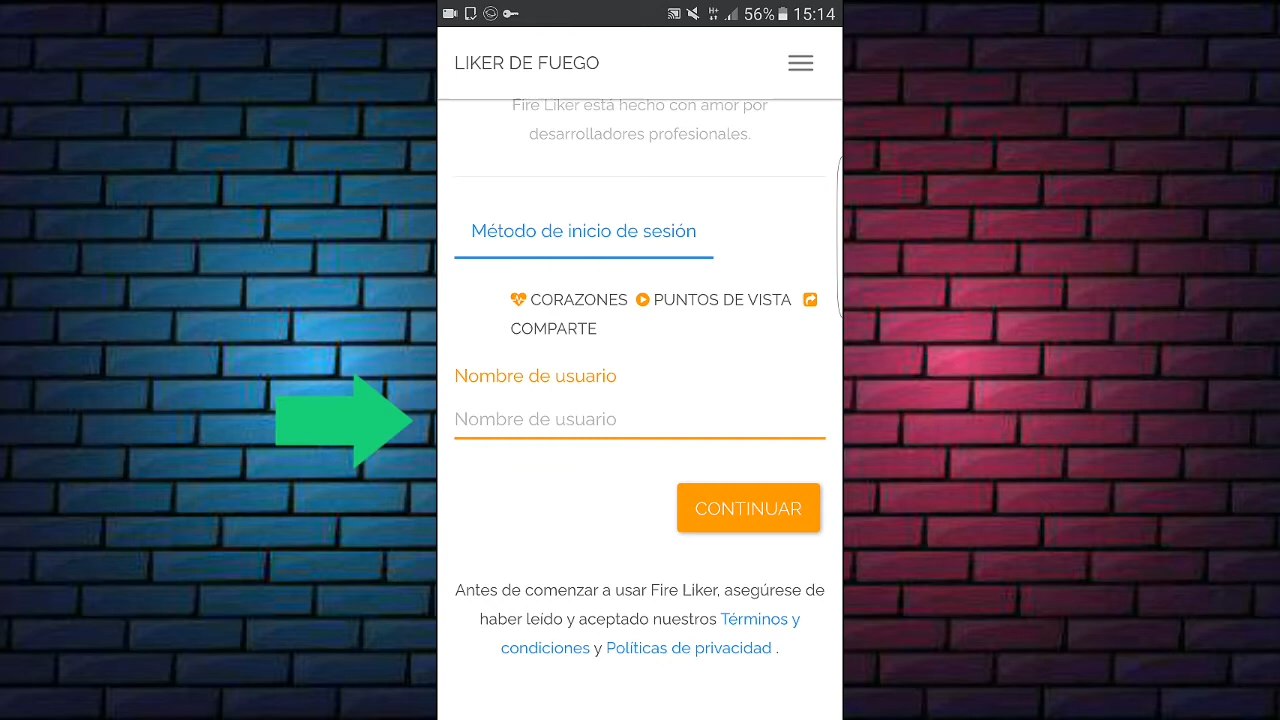 56% 15:14
LIKER DE FUEGO
Fire Liker está hecho con amor por
desarrolladores profesionales.
Método de inicio de sesión
CORAZONES PUNTOS DE VISTA
COMPARTE
Nombre de usuario
Nombre de usuario
CONTINUAR
Antes de comenzar a usar Fire Liker, asegúrese de
haber leído y aceptado nuestros Términos y
condiciones y Políticas de privacidad .